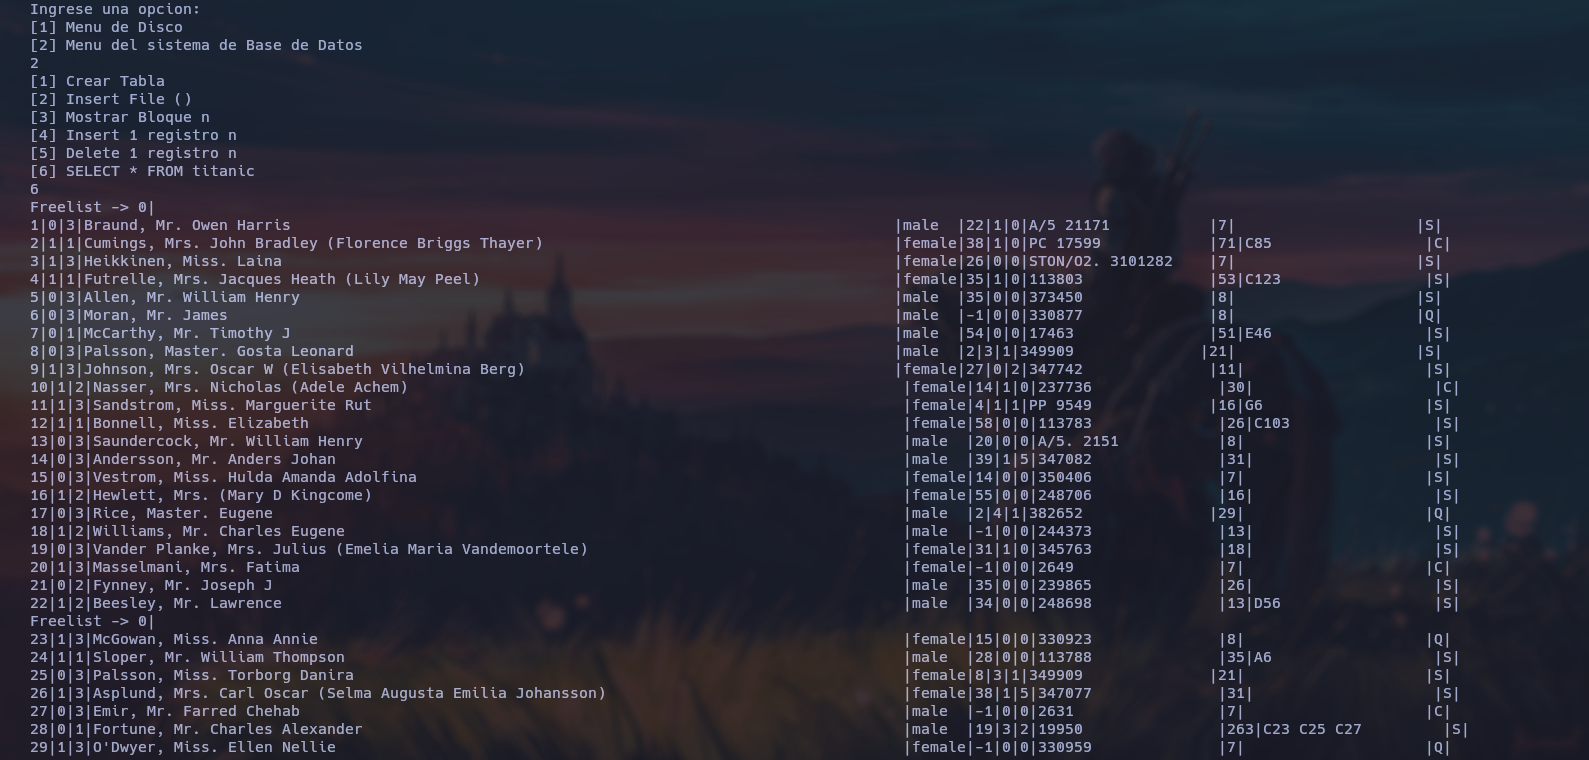 Ingrese una opcion:
[1] Menu de Disco
[2] Menu del sistema de Base de Datos
2
[1] Crear Tabla
[2] Insert File ()
[3] Mostrar Bloque n
[4] Insert 1 registro n
[5] Delete 1 registro n
[6] SELECT * FROM titanic
6
Freelist -> 0|
1|0|3|Braund, Mr. Owen Harris |male |22|1|0|A/5 21171 |7| |S|
2|1|1|Cumings, Mrs. John Bradley (Florence Briggs Thayer) |female|38|1|0|PC 17599 |71|C85 |C|
3|1|3|Heikkinen, Miss. Laina |female|26|0|0|STON/O2. 3101282 |7| |S|
4|1|1|Futrelle, Mrs. Jacques Heath (Lily May Peel) |female|35|1|0|113803 |53|C123 |S|
5|0|3|Allen, Mr. William Henry |male |35|0|0|373450 |8| |S|
6|0|3|Moran, Mr. James |male |-1|0|0|330877 |8| |Q|
7|0|1|McCarthy, Mr. Timothy J |male |54|0|0|17463 |51|E46 |S|
8|0|3|Palsson, Master. Gosta Leonard |male |2|3|1|349909 |21| |S|
9|1|3|Johnson, Mrs. Oscar W (Elisabeth Vilhelmina Berg) |female|27|0|2|347742 |11| |S|
10|1|2|Nasser, Mrs. Nicholas (Adele Achem) |female|14|1|0|237736 |30| |C|
11|1|3|Sandstrom, Miss. Marguerite Rut |female|4|1|1|PP 9549 |16|G6 |S|
12|1|1|Bonnell, Miss. Elizabeth |female|58|0|0|113783 |26|C103 |S|
13|0|3|Saundercock, Mr. William Henry |male |20|0|0|A/5. 2151 |8| |S|
14|0|3|Andersson, Mr. Anders Johan |male |39|1|5|347082 |31| |S|
15|0|3|Vestrom, Miss. Hulda Amanda Adolfina |female|14|0|0|350406 |7| |S|
16|1|2|Hewlett, Mrs. (Mary D Kingcome) |female|55|0|0|248706 |16| |S|
17|0|3|Rice, Master. Eugene |male |2|4|1|382652 |29| |Q|
18|1|2|Williams, Mr. Charles Eugene |male |-1|0|0|244373 |13| |S|
19|0|3|Vander Planke, Mrs. Julius (Emelia Maria Vandemoortele) |female|31|1|0|345763 |18| |S|
20|1|3|Masselmani, Mrs. Fatima |female|-1|0|0|2649 |7| |C|
21|0|2|Fynney, Mr. Joseph J |male |35|0|0|239865 |26| |S|
22|1|2|Beesley, Mr. Lawrence |male |34|0|0|248698 |13|D56 |S|
Freelist -> 0|
23|1|3|McGowan, Miss. Anna Annie |female|15|0|0|330923 |8| |Q|
24|1|1|Sloper, Mr. William Thompson |male |28|0|0|113788 |35|A6 |S|
25|0|3|Palsson, Miss. Torborg Danira |female|8|3|1|349909 |21| |S|
26|1|3|Asplund, Mrs. Carl Oscar (Selma Augusta Emilia Johansson) |female|38|1|5|347077 |31| |S|
27|0|3|Emir, Mr. Farred Chehab |male |-1|0|0|2631 |7| |C|
28|0|1|Fortune, Mr. Charles Alexander |male |19|3|2|19950 |263|C23 C25 C27 |S|
29|1|3|O'Dwyer, Miss. Ellen Nellie |female|-1|0|0|330959 |7| |Q|